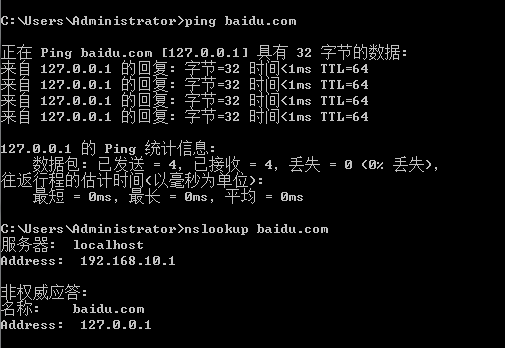 C:\Users\Administrator>ping baidu.com
正在 Ping baidu.com [127.0.0.1] 具有 32 字节的数据:
来自 127.0.0.1 的回复: 字节=32 时间<1ms TTL=64
来自 127.0.0.1 的回复: 字节=32 时间<1ms TTL=64
来自 127.0.0.1 的回复: 字节=32 时间<1ms TTL=64
来自 127.0.0.1 的回复: 字节=32 时间<1ms TTL=64
127.0.0.1 的 Ping 统计信息:
数据包: 已发送 = 4, 已接收 = 4, 丢失 = 0 (0% 丢失),
往返行程的估计时间(以毫秒为单位):
最短 = 0ms, 最长 = 0ms, 平均 = 0ms
C:\Users\Administrator>nslookup baidu.com
服务器: localhost
Address: 192.168.10.1
非权威应答:
名称: baidu.com
Address: 127.0.0.1